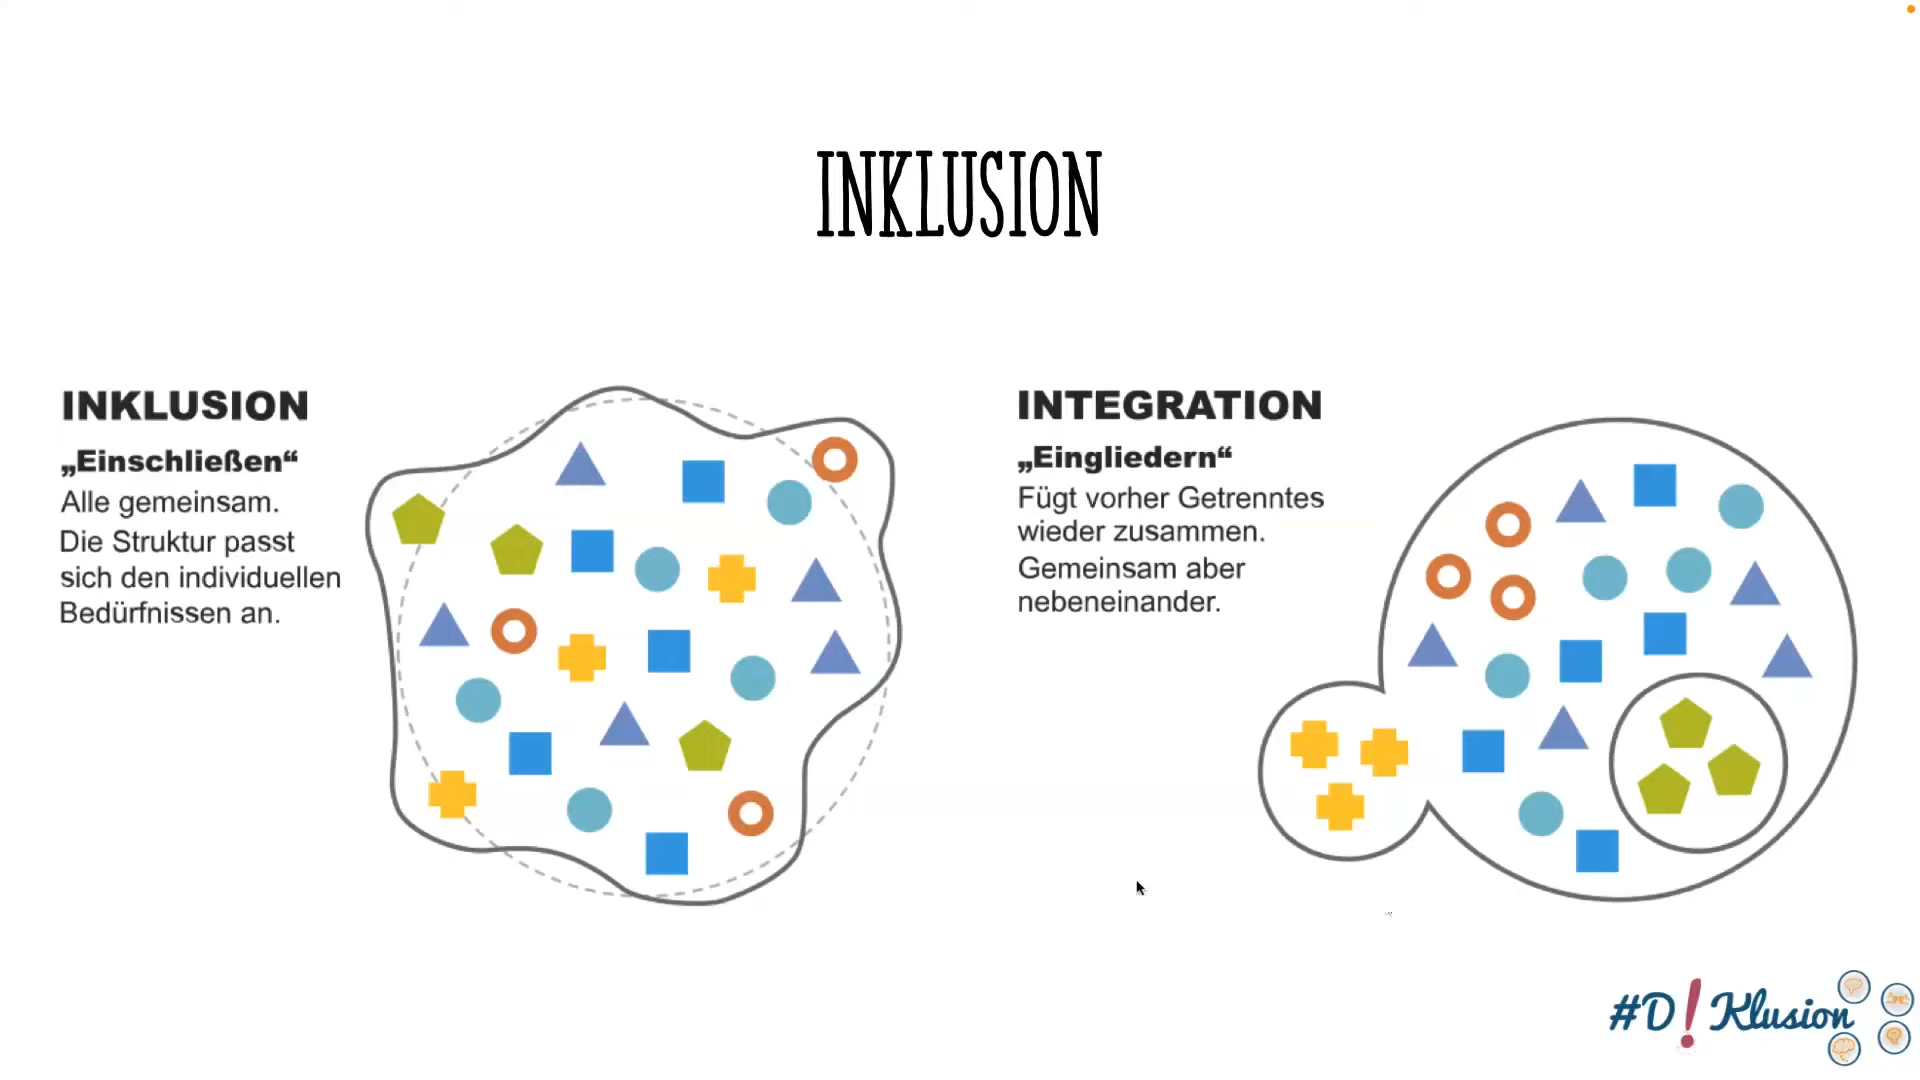 INKLUSION
INKLUSION
„Einschließen“
Alle gemeinsam.
Die Struktur passt
sich den individuellen
Bedürfnissen an.
INTEGRATION
„Eingliedern“
Fügt vorher Getrenntes
wieder zusammen.
Gemeinsam aber
nebeneinander.
#D!Klusion